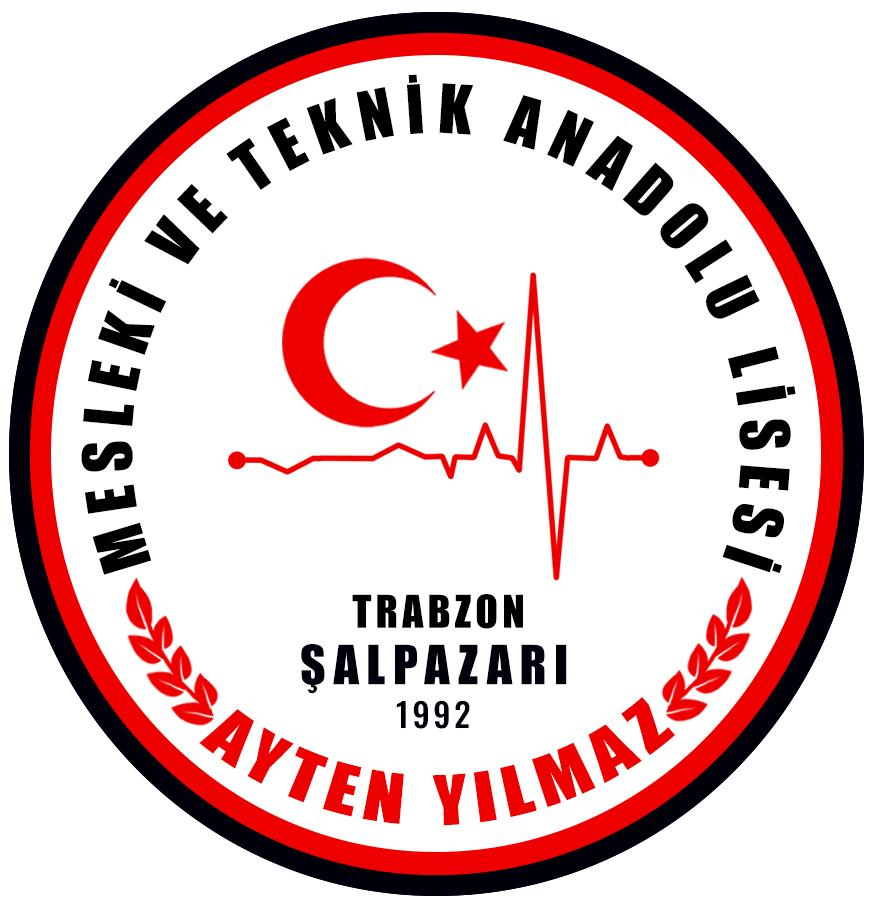 MESLEKİ VE TEKNİK ANADOLU LİSESİ
TRABZON
ŞALPAZARI
1992
AYTEN YILMAZ